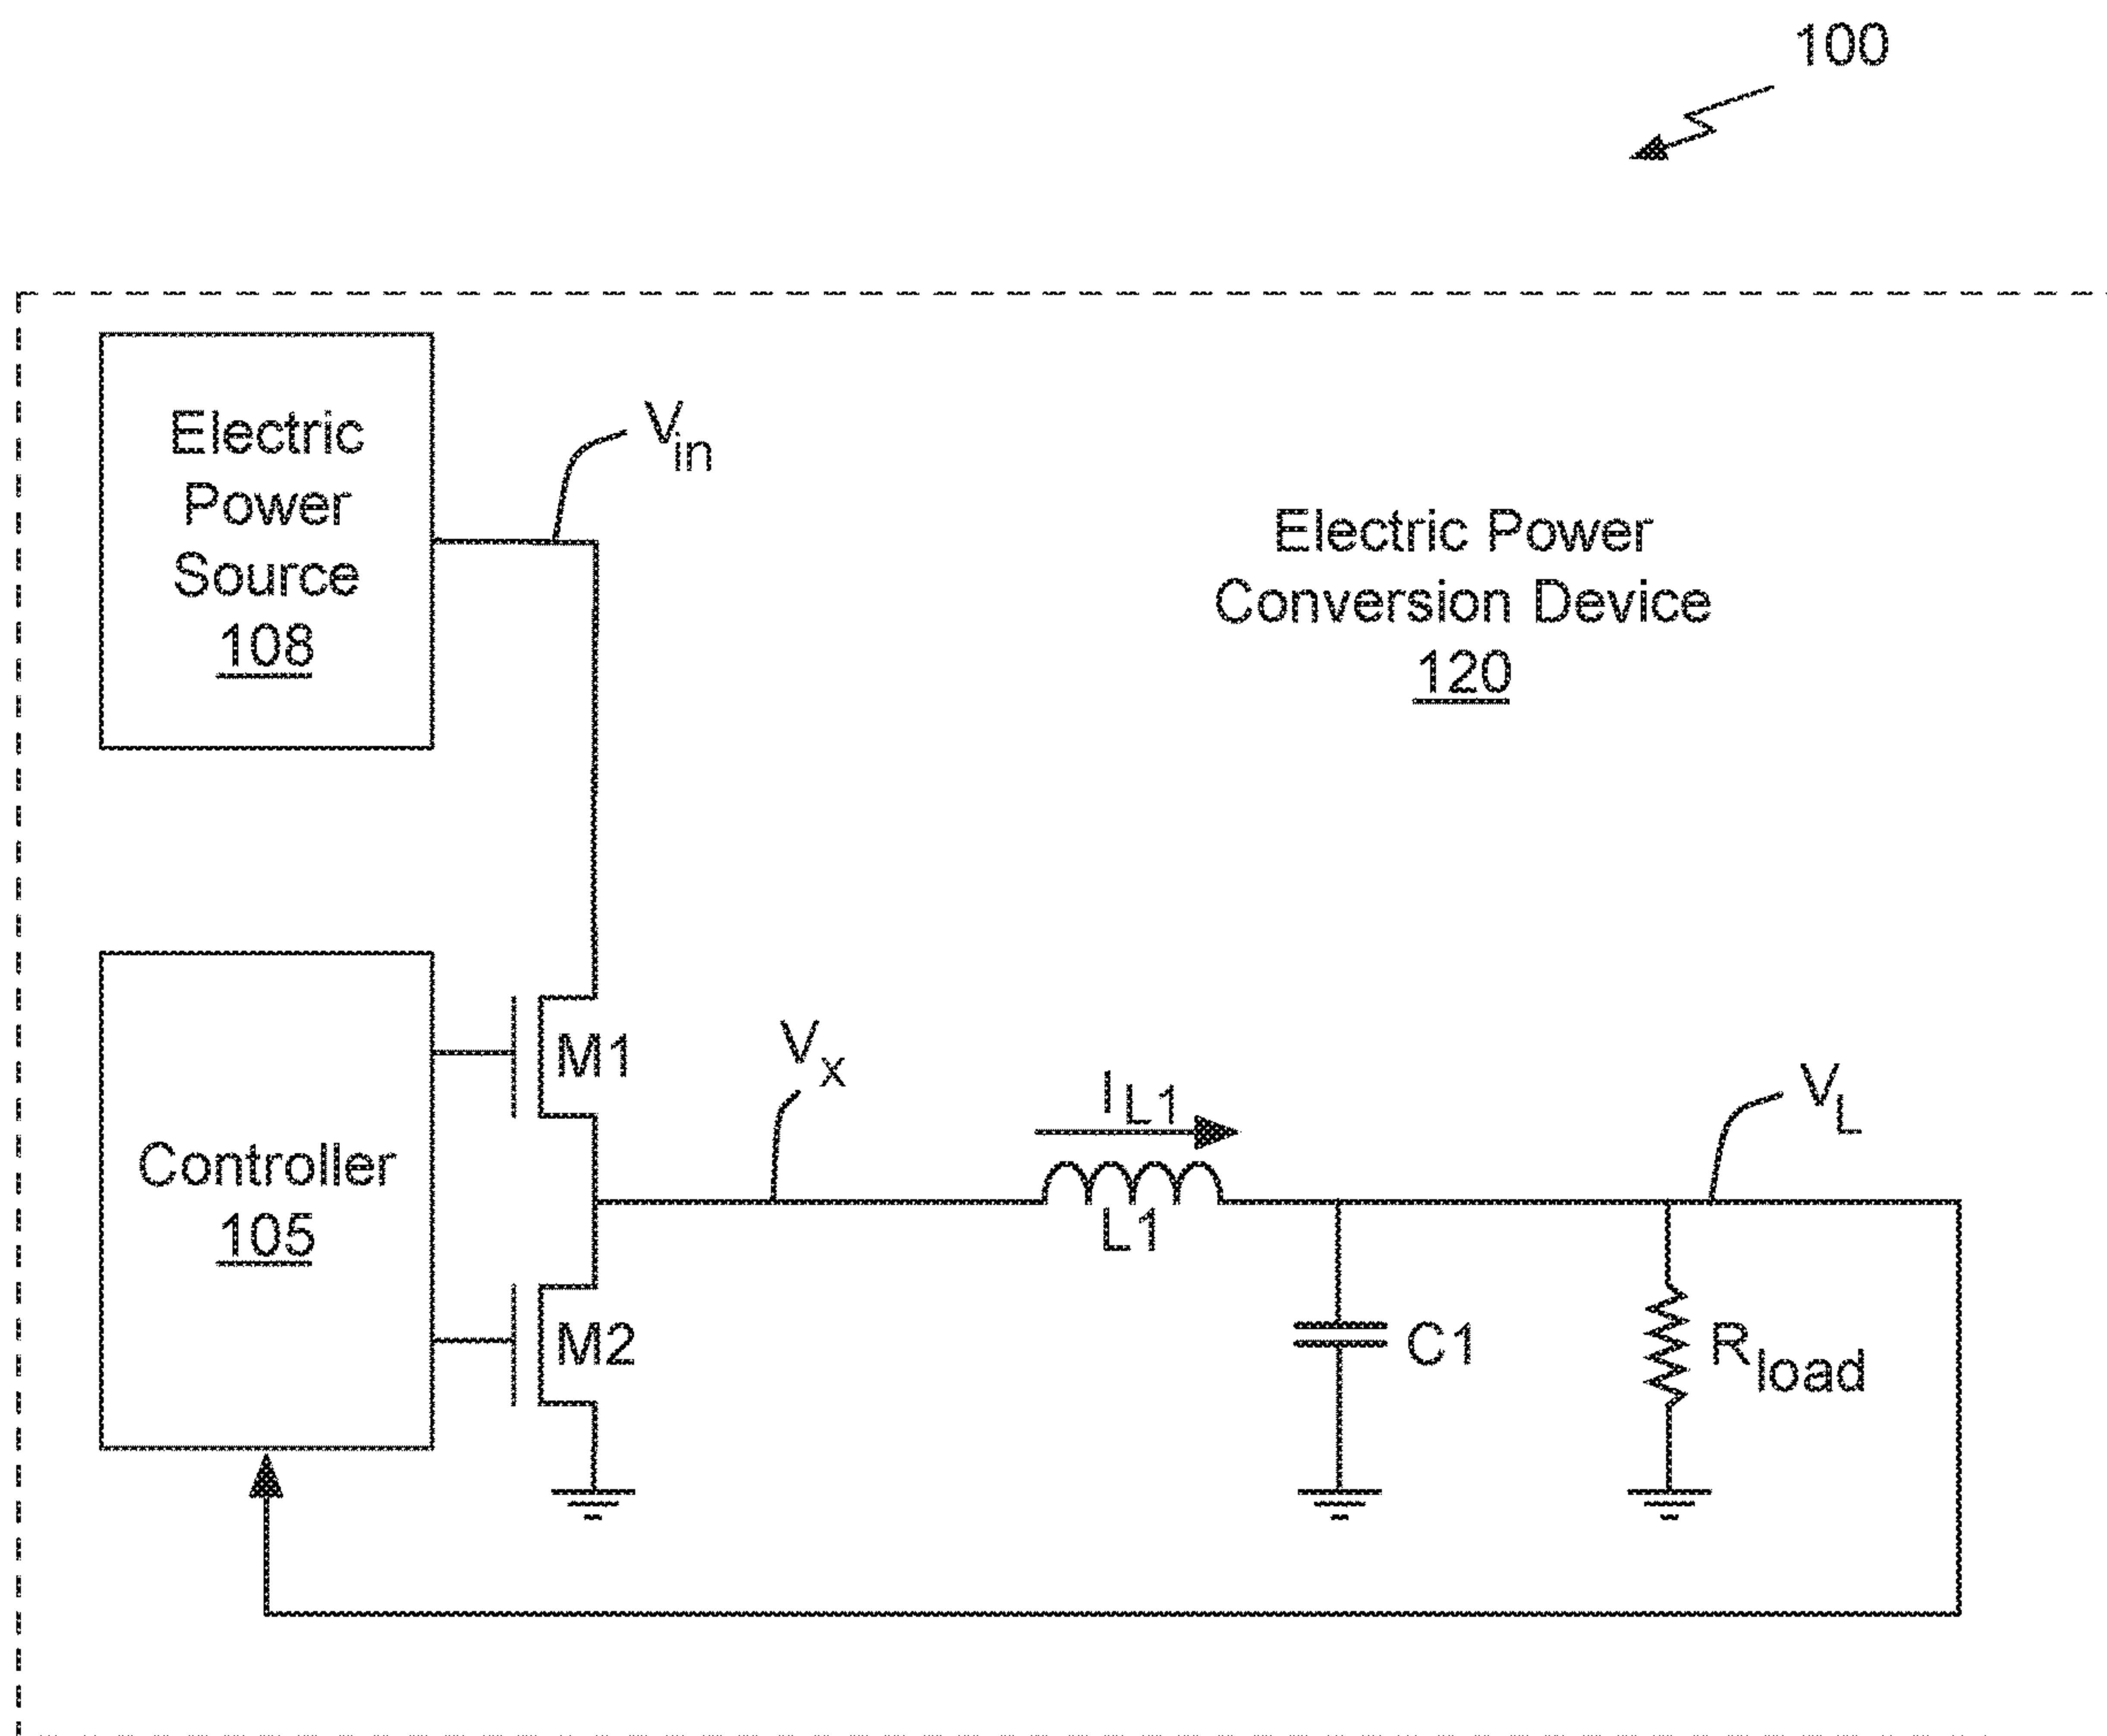 100
Electric
Power
Source
108
Vin
Electric Power
Conversion Device
120
Controller
105
M1
M2
Vx
IL1
L1
VL
C1
Rload